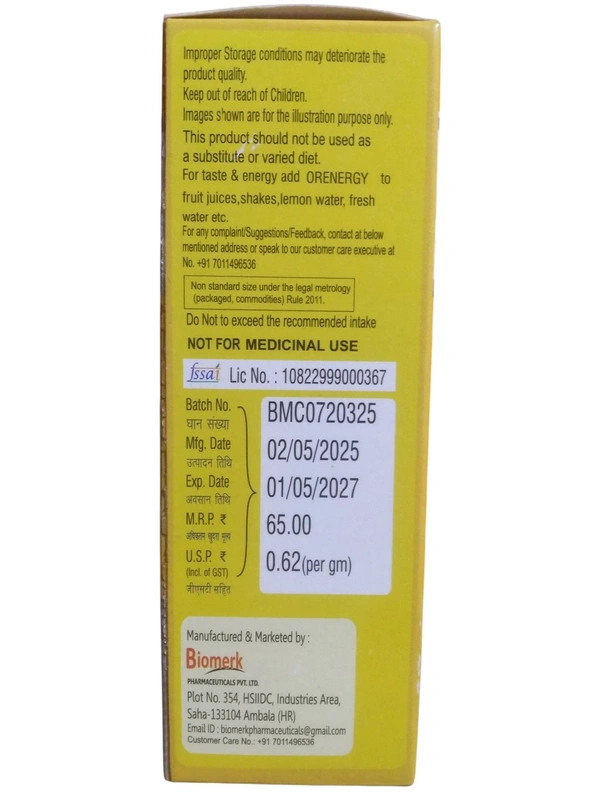 Improper Storage conditions may deteriorate the
product quality.
Keep out of reach of Children.
Images shown are for the illustration purpose only.
This product should not be used as
a substitute or varied diet.
For taste & energy add ORENERGY to
fruit juices,shakes,lemon water, fresh
water etc.
For any complaint/Suggestions/Feedback, contact at below
mentioned address or speak to our customer care executive at
No. +91 7011496536
Non standard size under the legal metrology
(packaged, commodities) Rule 2011.
Do Not to exceed the recommended intake
NOT FOR MEDICINAL USE
fssai Lic No. : 10822999000367
Batch No. BMC0720325
घान संख्या
Mfg. Date 02/05/2025
उत्पादन तिथि
Exp. Date 01/05/2027
अवसान तिथि
M.R.P. ₹ 65.00
अधिकतम खुदरा मूल्य
U.S.P. ₹ 0.62(per gm)
(Incl. of GST)
जीएसटी सहित
Manufactured & Marketed by :
Biomerk
PHARMACEUTICALS PVT. LTD.
Plot No. 354, HSIIDC, Industries Area,
Saha-133104 Ambala (HR)
Email ID : biomerkpharmaceuticals@gmail.com
Customer Care No.: +91 7011496536